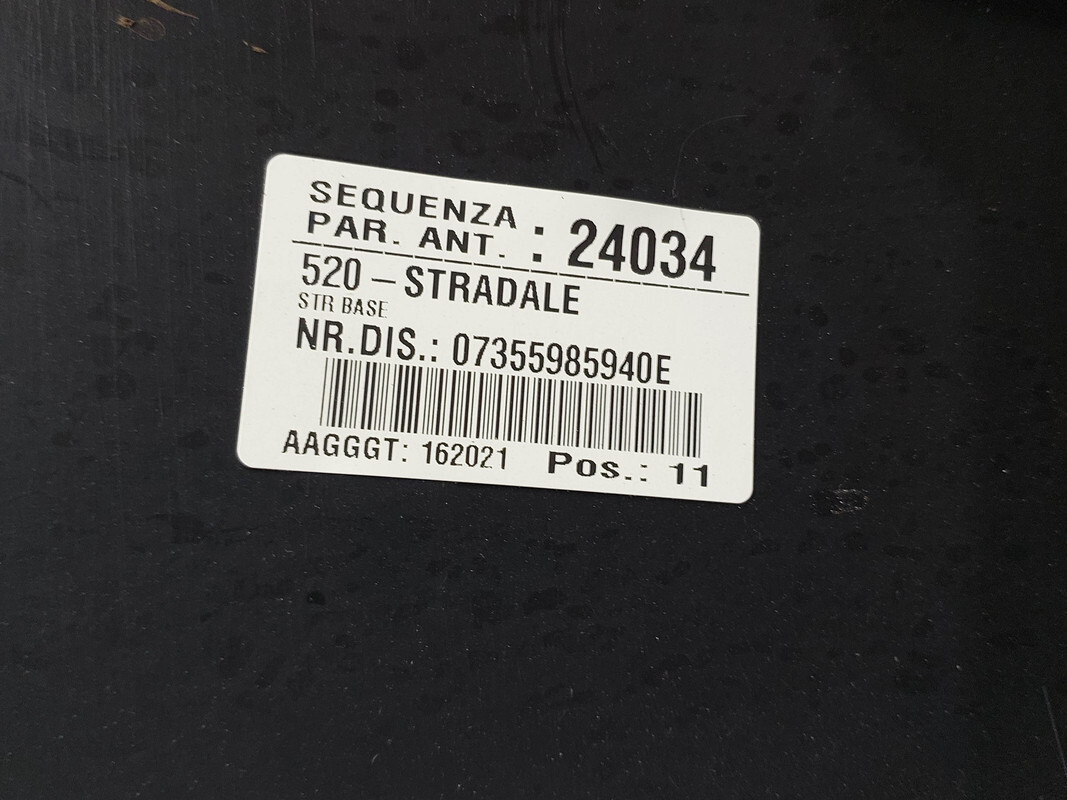 SEQUENZA
PAR. ANT. : 24034
520 – STRADALE
STR BASE
NR.DIS.: 07355985940E
AAGGGT: 162021 Pos.: 11